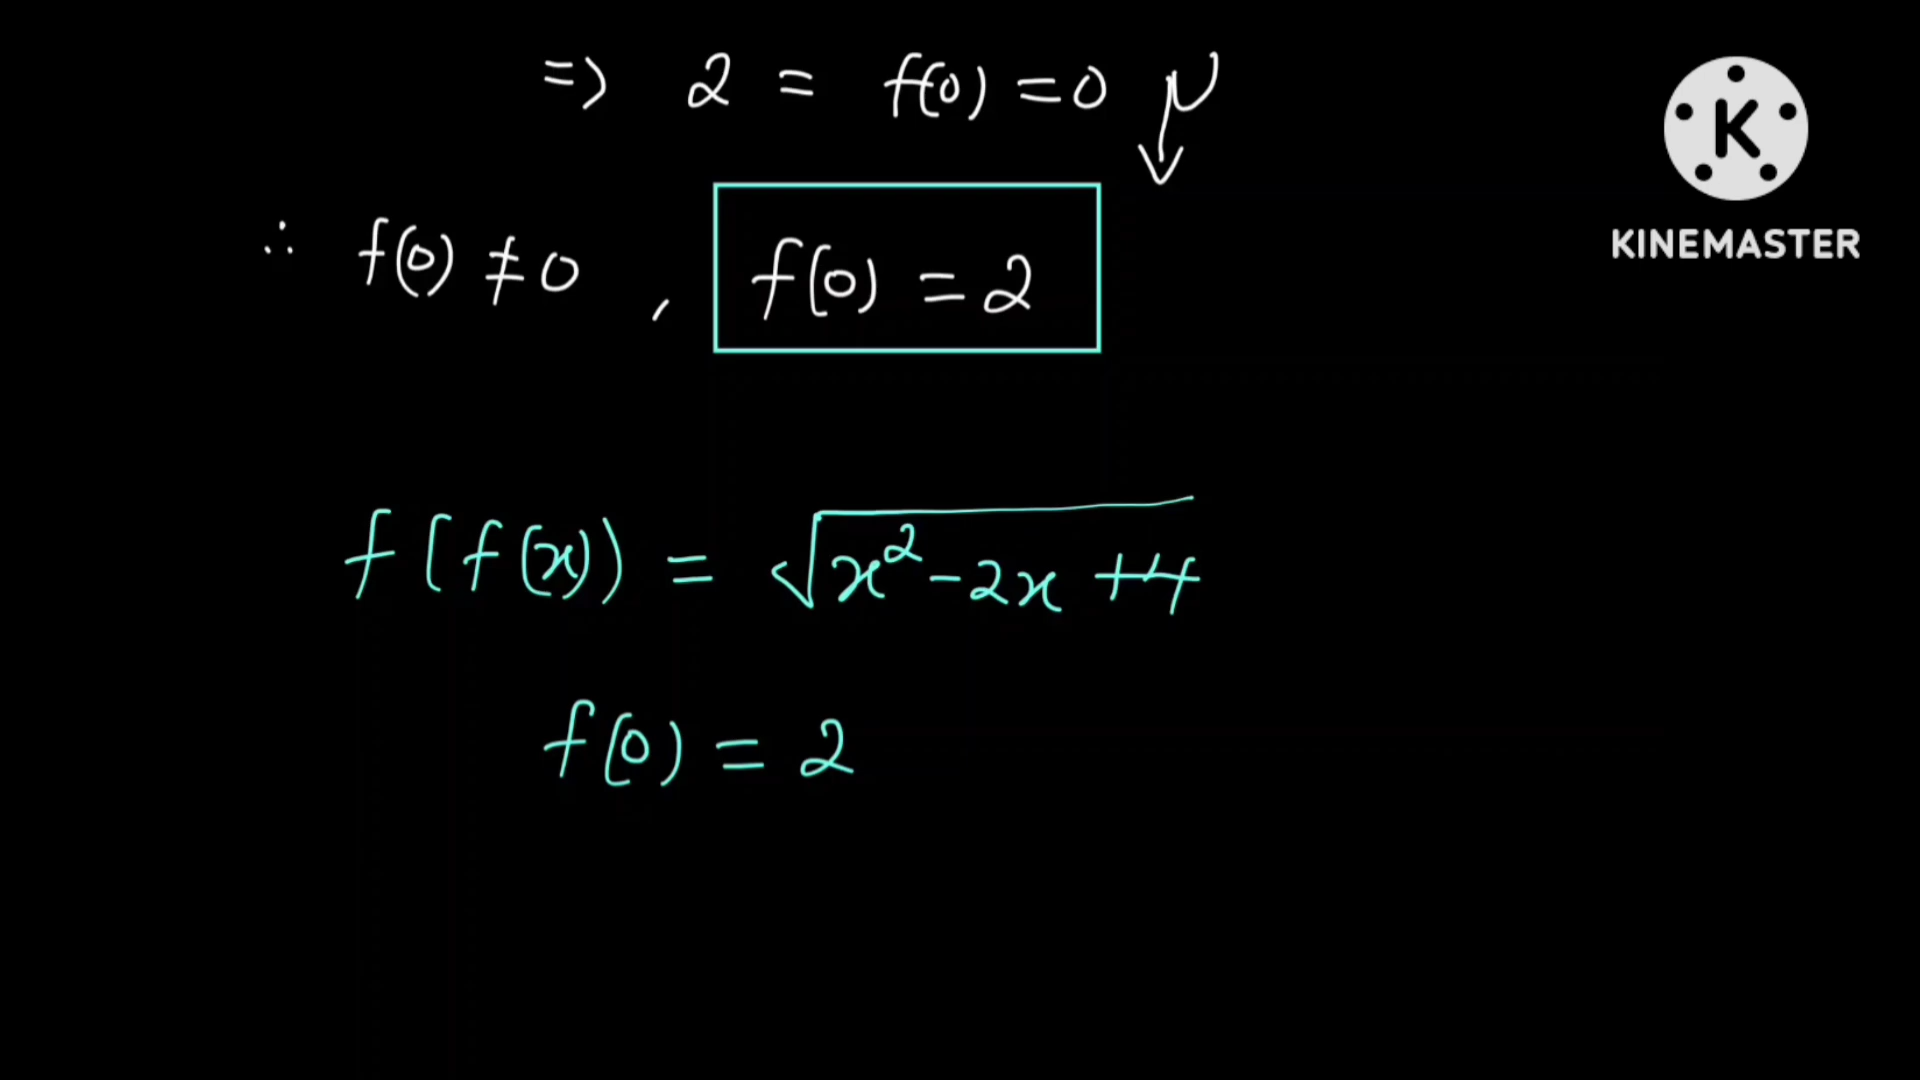 => 2 = f(0) = 0
∴ f(0) ≠ 0 , f(0) = 2
f(f(x)) = √x²-2x+4
f(0) = 2
K
KINEMASTER